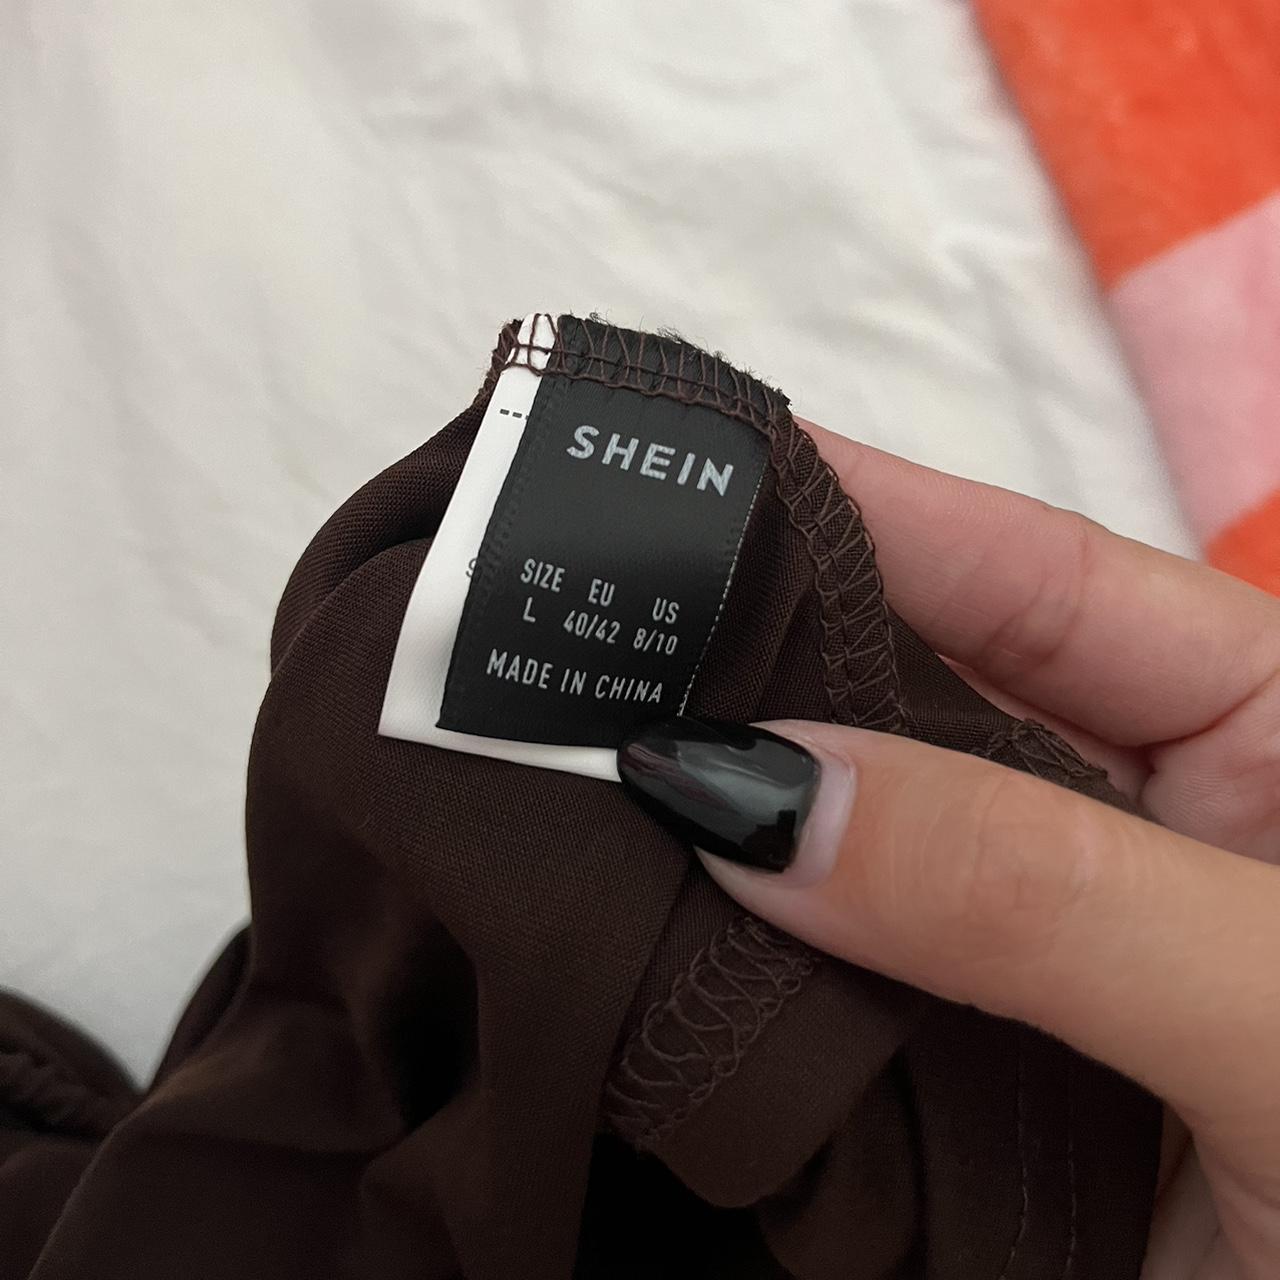 SHEIN
SIZE EU US
L 40/42 8/10
MADE IN CHINA